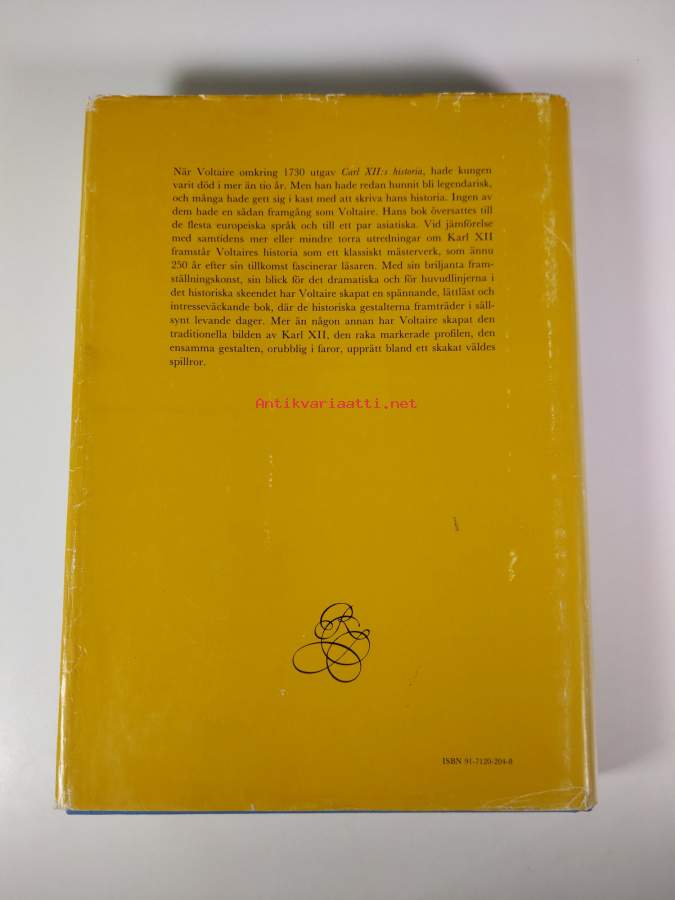 När Voltaire omkring 1730 utgav Carl XII:s historia, hade kungen
varit död i mer än tio år. Men han hade redan hunnit bli legendarisk,
och många hade gett sig i kast med att skriva hans historia. Ingen av
dem hade en sådan framgång som Voltaire. Hans bok översattes till
de flesta europeiska språk och till ett par asiatiska. Vid jämförelse
med samtidens mer eller mindre torra utredningar om Karl XII
framstår Voltaires historia som ett klassiskt mästerverk, som ännu
250 år efter sin tillkomst fascinerar läsaren. Med sin briljanta fram-
ställningskonst, sin blick för det dramatiska och för huvudlinjerna i
det historiska skeendet har Voltaire skapat en spännande, lättläst och
intresseväckande bok, där de historiska gestalterna framträder i säll-
synt levande dager. Mer än någon annan har Voltaire skapat den
traditionella bilden av Karl XII, den raka markerade profilen, den
ensamma gestalten, orubblig i faror, upprätt bland ett skakat väldes
spillror.
Antikvariaatti.net
ISBN 91-7120-204-8